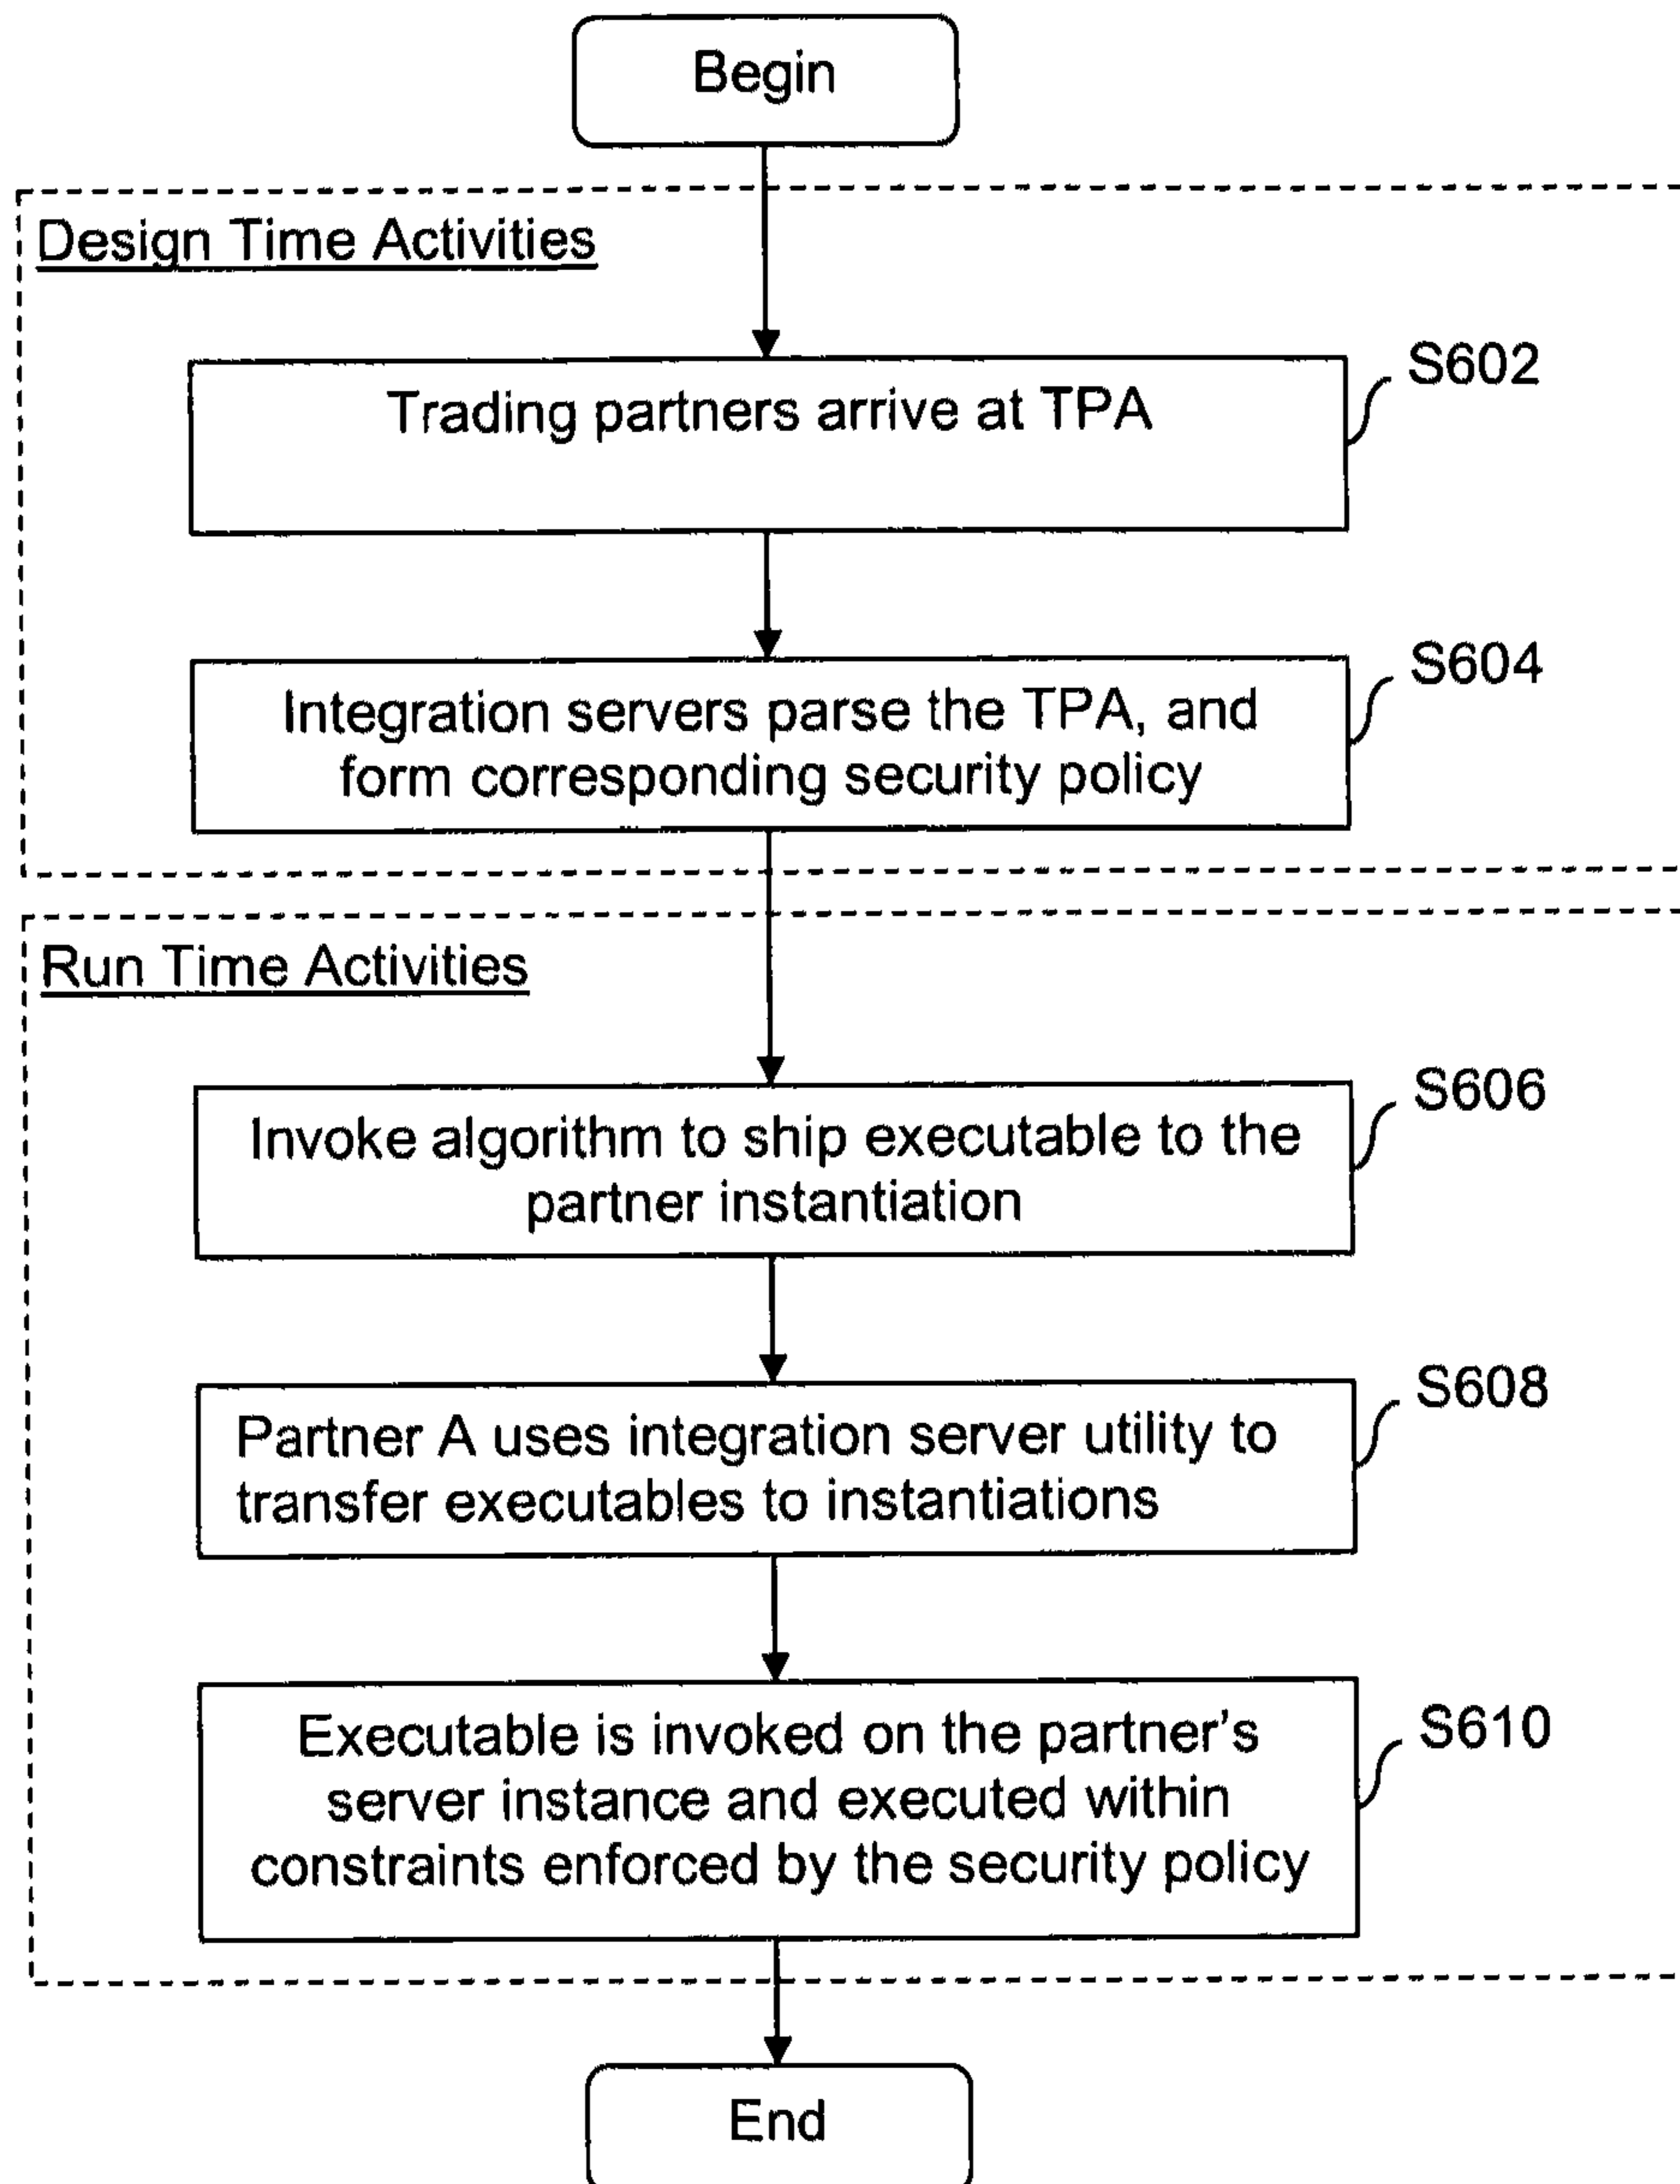 Begin
Design Time Activities
S602
Trading partners arrive at TPA
S604
Integration servers parse the TPA, and
form corresponding security policy
Run Time Activities
S606
Invoke algorithm to ship executable to the
partner instantiation
S608
Partner A uses integration server utility to
transfer executables to instantiations
S610
Executable is invoked on the partner's
server instance and executed within
constraints enforced by the security policy
End